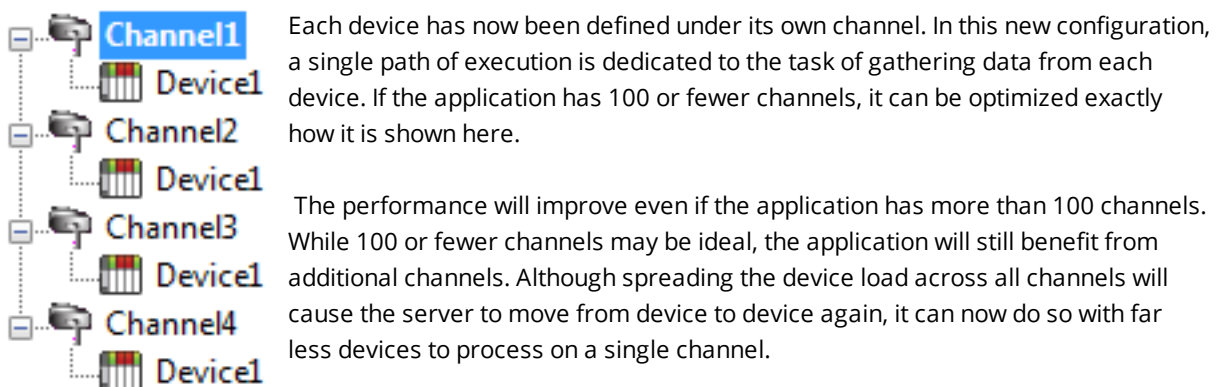 Channel1
Device1
Channel2
Device1
Channel3
Device1
Channel4
Device1
Each device has now been defined under its own channel. In this new configuration,
a single path of execution is dedicated to the task of gathering data from each
device. If the application has 100 or fewer channels, it can be optimized exactly
how it is shown here.
The performance will improve even if the application has more than 100 channels.
While 100 or fewer channels may be ideal, the application will still benefit from
additional channels. Although spreading the device load across all channels will
cause the server to move from device to device again, it can now do so with far
less devices to process on a single channel.